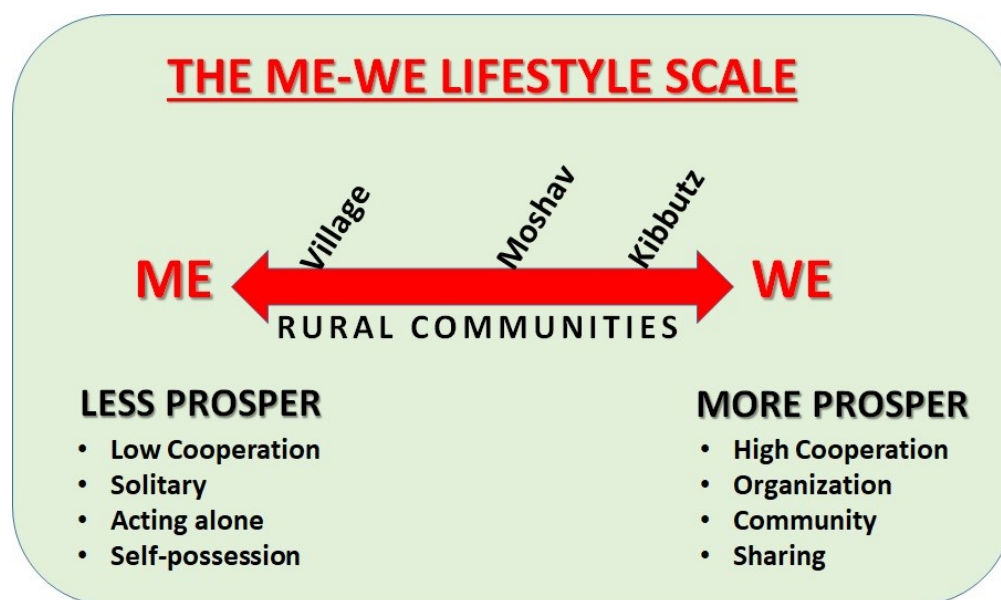 THE ME-WE LIFESTYLE SCALE
Village
Moshav
Kibbutz
ME
WE
RURAL COMMUNITIES
LESS PROSPER
• Low Cooperation
• Solitary
• Acting alone
• Self-possession
MORE PROSPER
• High Cooperation
• Organization
• Community
• Sharing